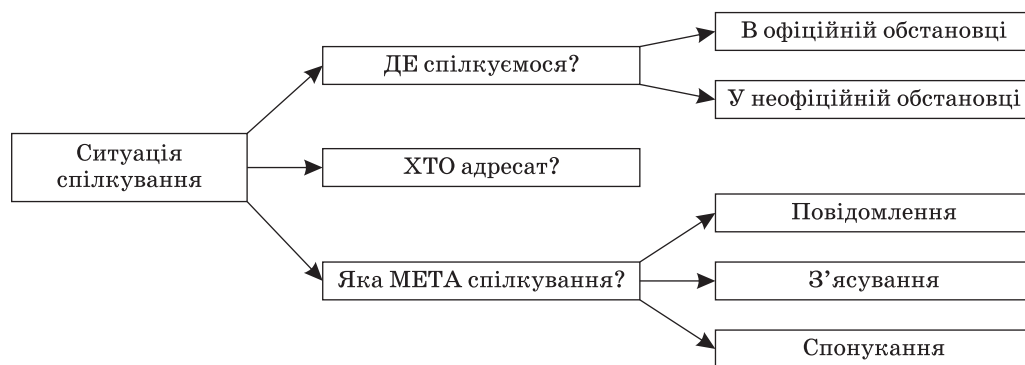 Ситуація
спілкування
ДЕ спілкуємося?
В офіційній обстановці
У неофіційній обстановці
ХТО адресат?
Яка МЕТА спілкування?
Повідомлення
З’ясування
Спонукання